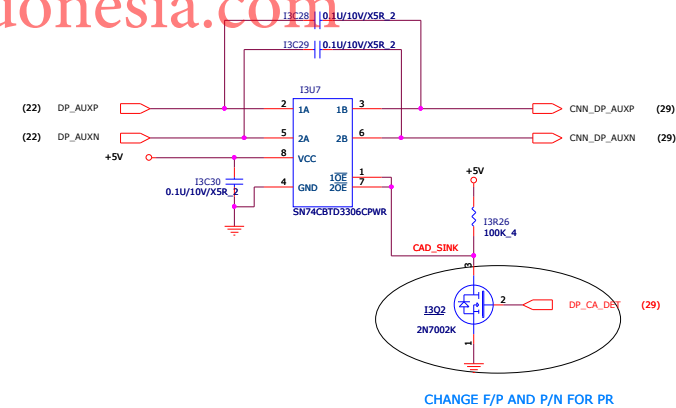 donesia.com
I3C28 0.1U/10V/X5R_2
I3C29 0.1U/10V/X5R_2
I3U7
(22) DP_AUXP 2 1A 1B 3 CNN_DP_AUXP (29)
(22) DP_AUXN 5 2A 2B 6 CNN_DP_AUXN (29)
+5V 8 VCC
I3C30
0.1U/10V/X5R_2
4 GND 1OE 1
2OE 7
SN74CBTD3306CPWR
+5V
I3R26
100K_4
CAD_SINK
3
I3Q2
2N7002K
2 DP_CA_DET (29)
1
CHANGE F/P AND P/N FOR PR